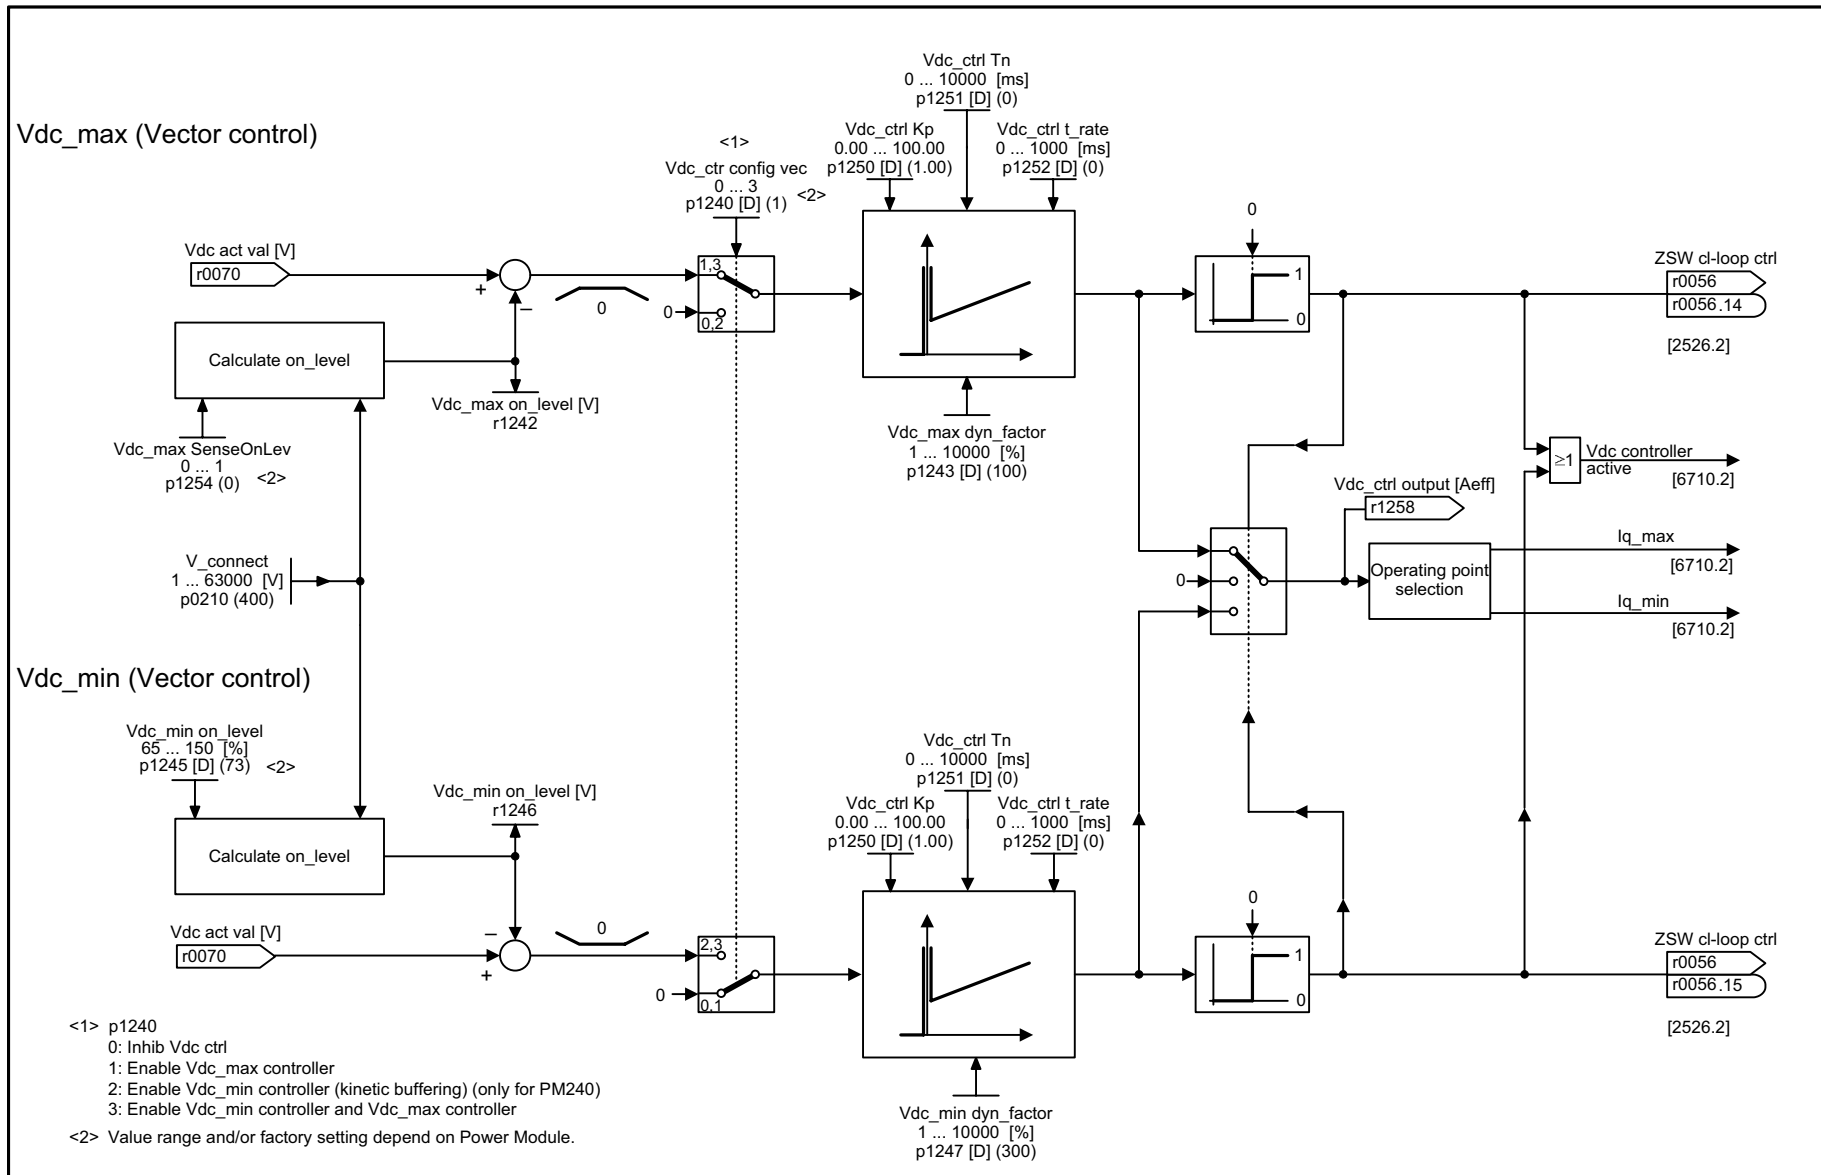 Vdc_max (Vector control)
Vdc_ctrl Tn
0 ... 10000 [ms]
p1251 [D] (0)
Vdc_ctrl Kp
0.00 ... 100.00
p1250 [D] (1.00)
Vdc_ctrl t_rate
0 ... 1000 [ms]
p1252 [D] (0)
<1>
Vdc_ctr config vec
0 ... 3
p1240 [D] (1)
<2>
Vdc act val [V]
r0070
+
–
0
1,3
0
0,2
0
1
0
ZSW cl-loop ctrl
r0056
r0056.14
[2526.2]
Calculate on_level
Vdc_max on_level [V]
r1242
Vdc_max SenseOnLev
0 ... 1
p1254 (0)
<2>
Vdc_max dyn_factor
1 ... 10000 [%]
p1243 [D] (100)
≥1
Vdc controller
active
[6710.2]
Vdc_ctrl output [Aeff]
r1258
V_connect
1 ... 63000 [V]
p0210 (400)
0
Operating point
selection
Iq_max
[6710.2]
Iq_min
[6710.2]
Vdc_min (Vector control)
Vdc_min on_level
65 ... 150 [%]
p1245 [D] (73)
<2>
Vdc_min on_level [V]
r1246
Calculate on_level
Vdc_ctrl Tn
0 ... 10000 [ms]
p1251 [D] (0)
Vdc_ctrl Kp
0.00 ... 100.00
p1250 [D] (1.00)
Vdc_ctrl t_rate
0 ... 1000 [ms]
p1252 [D] (0)
Vdc act val [V]
r0070
–
+
0
2,3
0
0,1
0
1
0
ZSW cl-loop ctrl
r0056
r0056.15
[2526.2]
Vdc_min dyn_factor
1 ... 10000 [%]
p1247 [D] (300)
<1> p1240
0: Inhib Vdc ctrl
1: Enable Vdc_max controller
2: Enable Vdc_min controller (kinetic buffering) (only for PM240)
3: Enable Vdc_min controller and Vdc_max controller
<2> Value range and/or factory setting depend on Power Module.